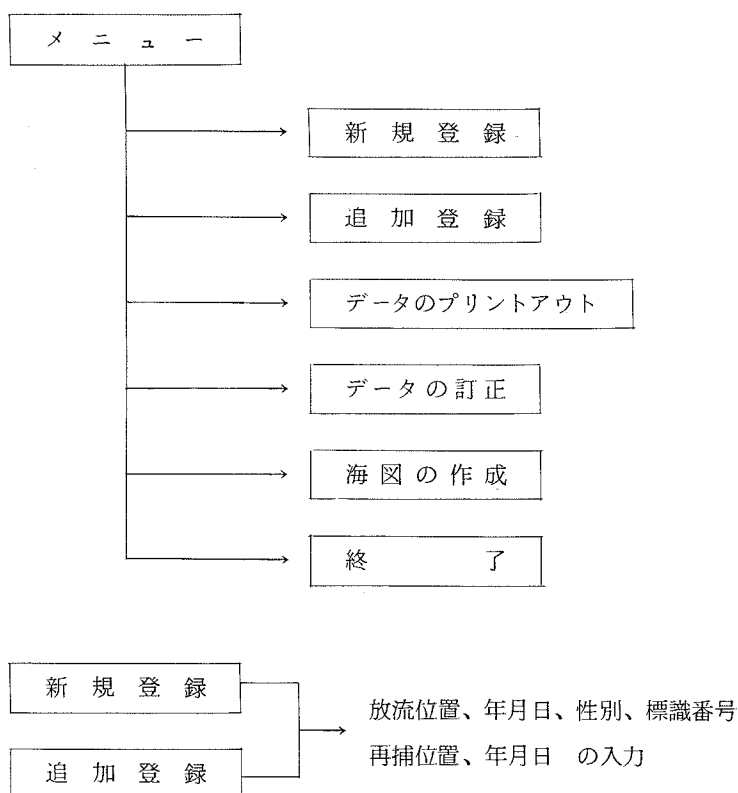 メニュー
新規登録
追加登録
データのプリントアウト
データの訂正
海図の作成
終了
新規登録
追加登録
放流位置、年月日、性別、標識番号
再捕位置、年月日 の入力